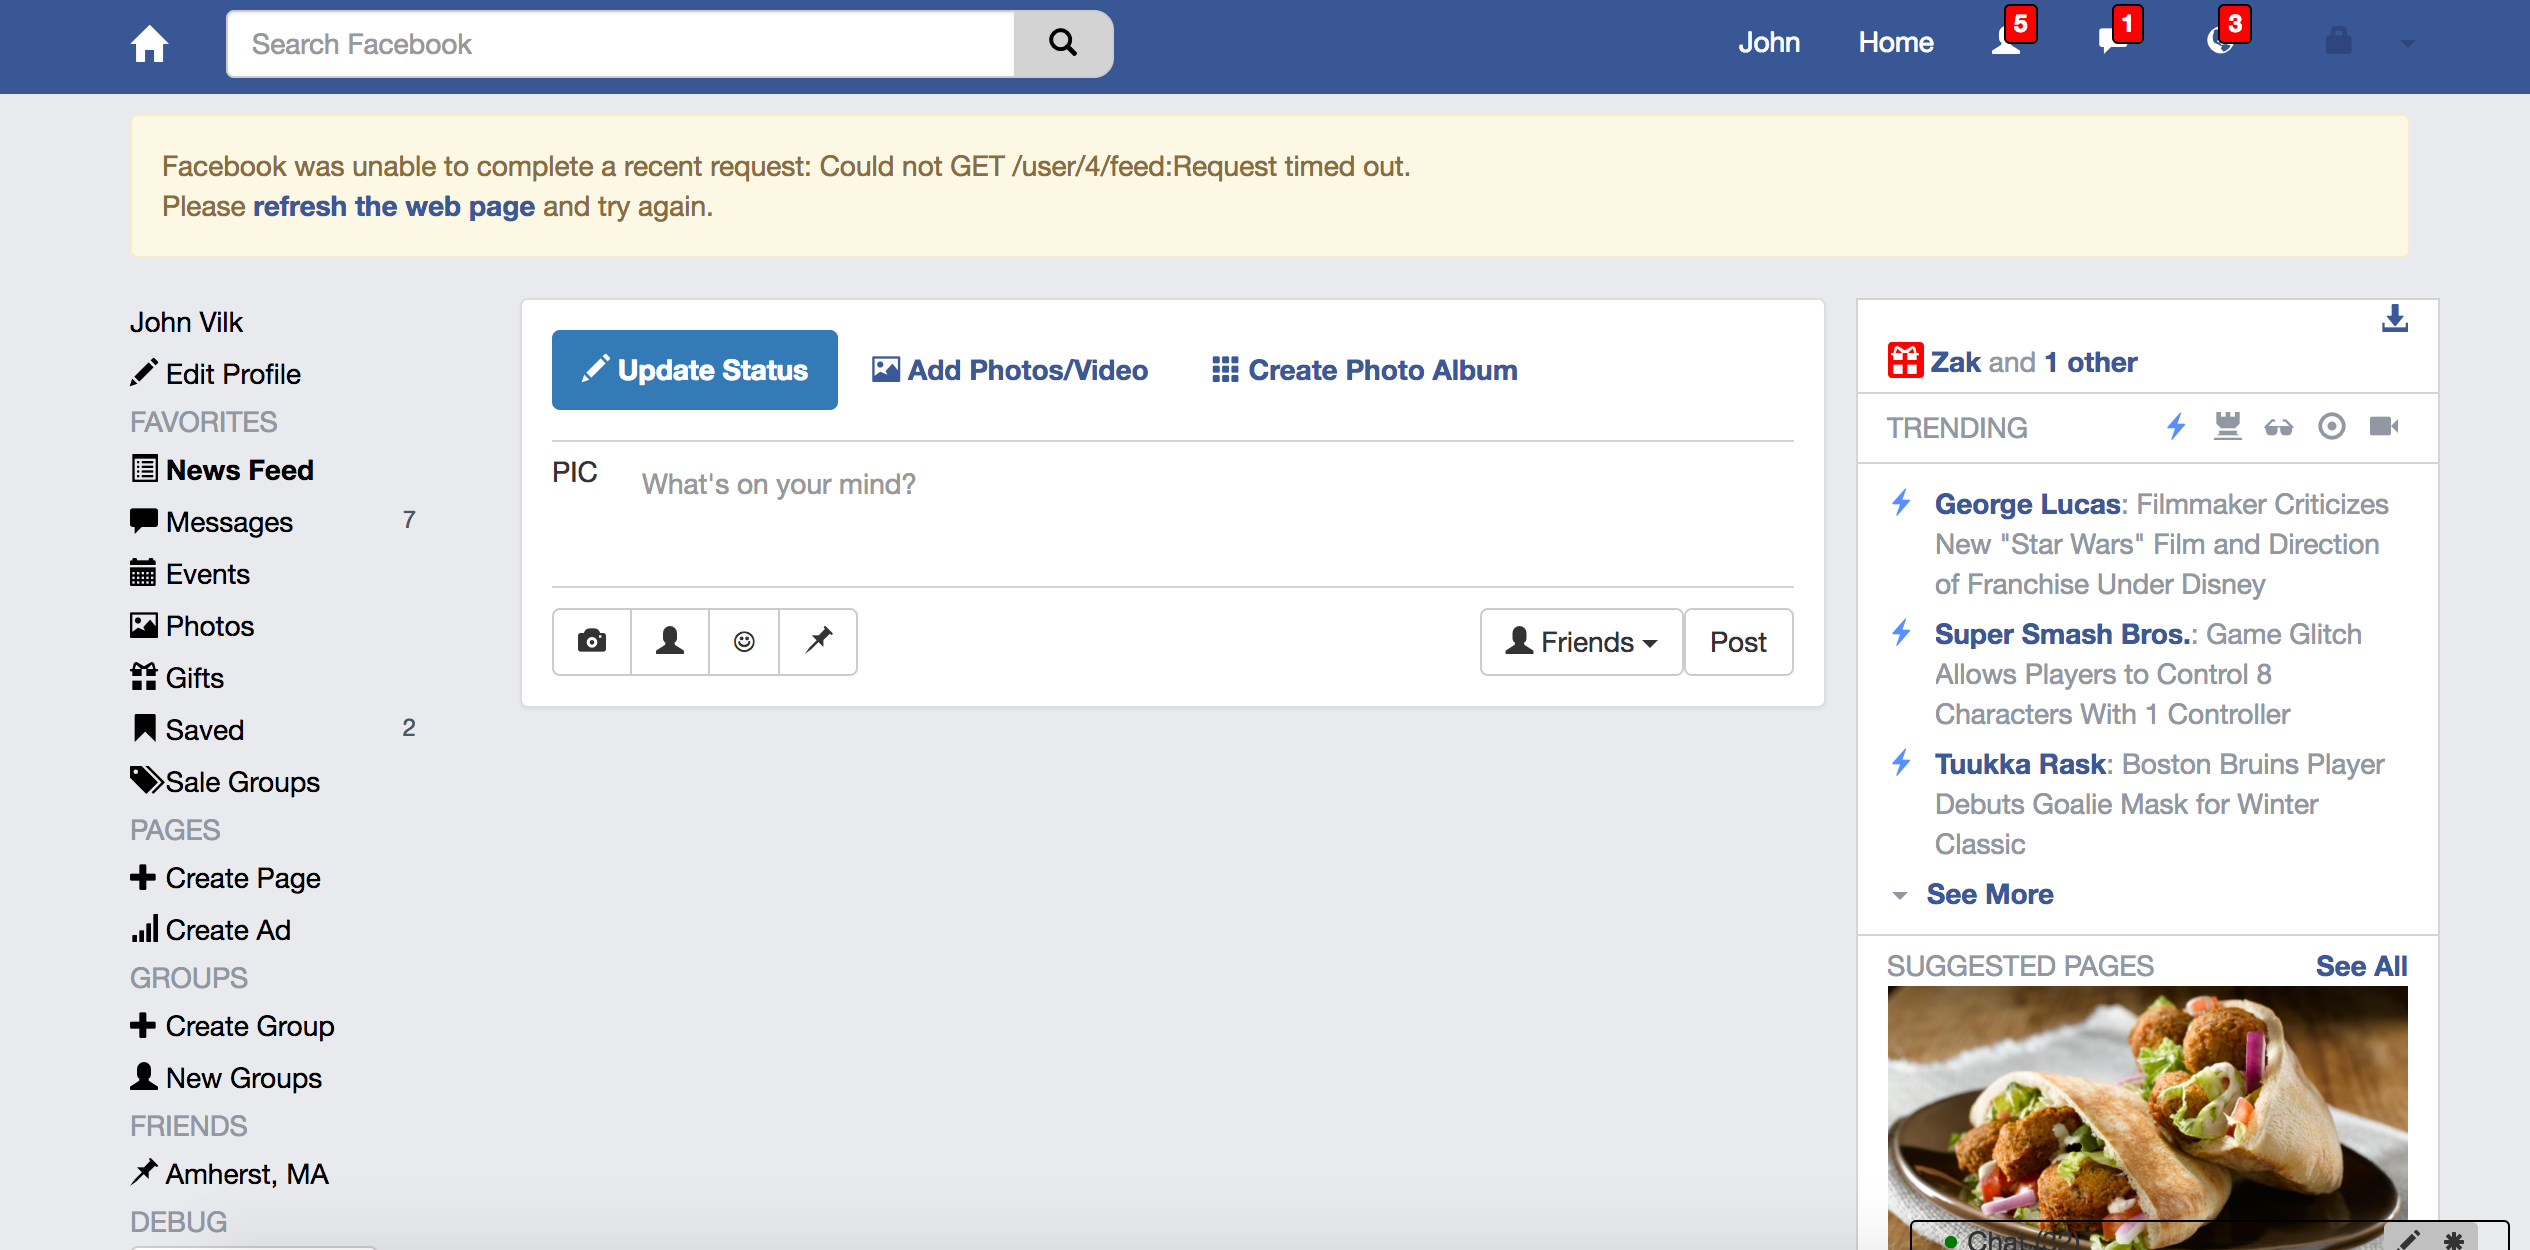 Search Facebook
John
Home
5
1
3
Facebook was unable to complete a recent request: Could not GET /user/4/feed:Request timed out.
Please refresh the web page and try again.
John Vilk
Edit Profile
FAVORITES
News Feed
Messages 7
Events
Photos
Gifts
Saved 2
Sale Groups
PAGES
Create Page
Create Ad
GROUPS
Create Group
New Groups
FRIENDS
Amherst, MA
DEBUG
Update Status
Add Photos/Video
Create Photo Album
PIC
What's on your mind?
Friends
Post
Zak and 1 other
TRENDING
George Lucas: Filmmaker Criticizes
New "Star Wars" Film and Direction
of Franchise Under Disney
Super Smash Bros.: Game Glitch
Allows Players to Control 8
Characters With 1 Controller
Tuukka Rask: Boston Bruins Player
Debuts Goalie Mask for Winter
Classic
See More
SUGGESTED PAGES
See All
Chat (32)